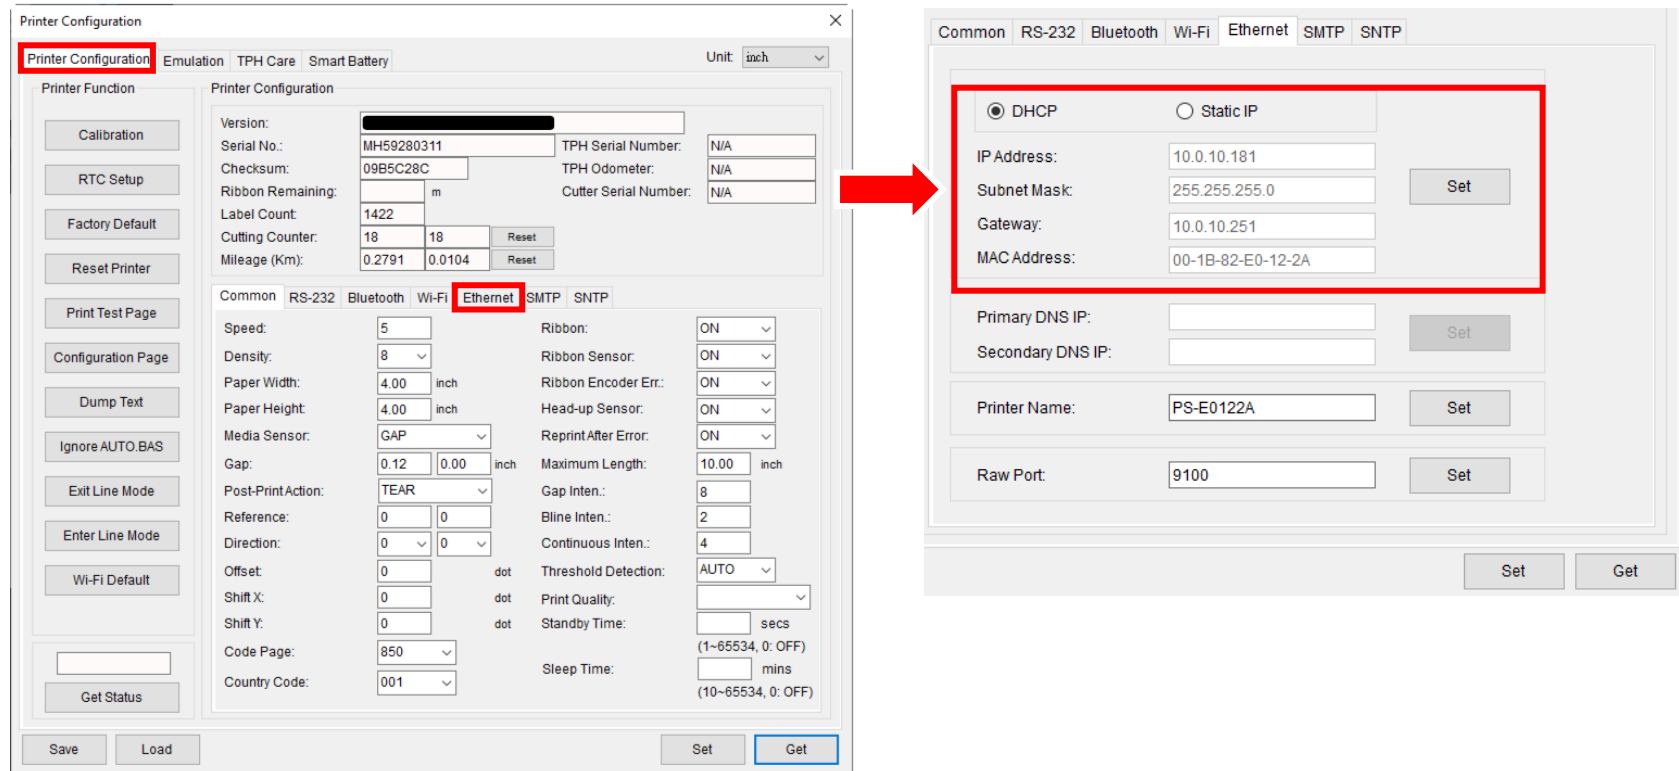 Printer Configuration
Printer Configuration Emulation TPH Care Smart Battery Unit: inch
Printer Function
Calibration
RTC Setup
Factory Default
Reset Printer
Print Test Page
Configuration Page
Dump Text
Ignore AUTO.BAS
Exit Line Mode
Enter Line Mode
Wi-Fi Default
Get Status
Printer Configuration
Version:
Serial No.: MH59280311 TPH Serial Number: N/A
Checksum: 09B5C28C TPH Odometer: N/A
Ribbon Remaining: m Cutter Serial Number: N/A
Label Count: 1422
Cutting Counter: 18 18 Reset
Mileage (Km): 0.2791 0.0104 Reset
Common RS-232 Bluetooth Wi-Fi Ethernet SMTP SNTP
Speed: 5 Ribbon: ON
Density: 8 Ribbon Sensor: ON
Paper Width: 4.00 inch Ribbon Encoder Err.: ON
Paper Height: 4.00 inch Head-up Sensor: ON
Media Sensor: GAP Reprint After Error: ON
Gap: 0.12 0.00 inch Maximum Length: 10.00 inch
Post-Print Action: TEAR Gap Inten.: 8
Reference: 0 0 Bline Inten.: 2
Direction: 0 0 Continuous Inten.: 4
Offset: 0 dot Threshold Detection: AUTO
Shift X: 0 dot Print Quality:
Shift Y: 0 dot Standby Time: secs
(1~65534, 0: OFF)
Code Page: 850
Sleep Time: mins
Country Code: 001
(10~65534, 0: OFF)
Save Load Set Get
Common RS-232 Bluetooth Wi-Fi Ethernet SMTP SNTP
DHCP Static IP
IP Address: 10.0.10.181
Subnet Mask: 255.255.255.0 Set
Gateway: 10.0.10.251
MAC Address: 00-1B-82-E0-12-2A
Primary DNS IP:
Set
Secondary DNS IP:
Printer Name: PS-E0122A Set
Raw Port: 9100 Set
Set Get